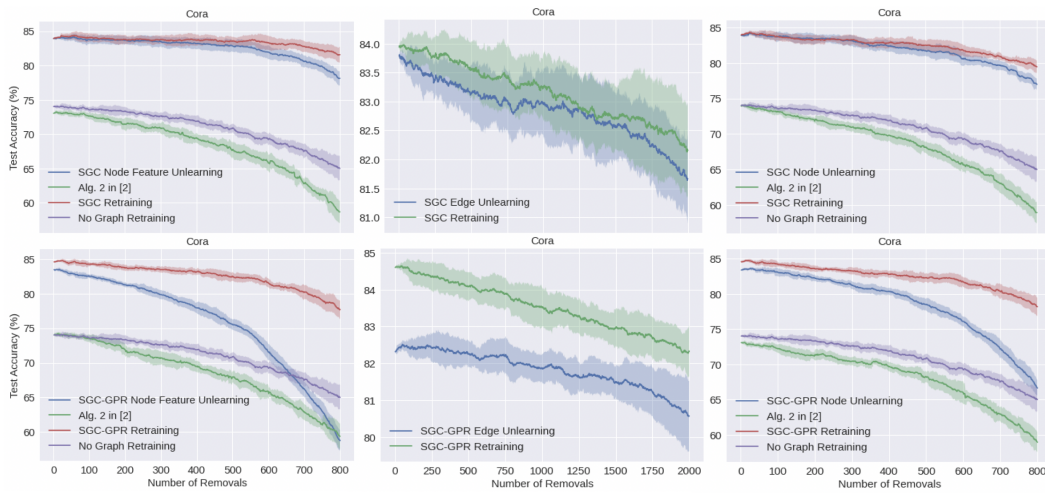 Cora
85
80
75
70
65
60
Test Accuracy (%)
SGC Node Feature Unlearning
Alg. 2 in [2]
SGC Retraining
No Graph Retraining
Cora
84.0
83.5
83.0
82.5
82.0
81.5
81.0
SGC Edge Unlearning
SGC Retraining
Cora
85
80
75
70
65
60
SGC Node Unlearning
Alg. 2 in [2]
SGC Retraining
No Graph Retraining
Cora
85
80
75
70
65
60
Test Accuracy (%)
SGC-GPR Node Feature Unlearning
Alg. 2 in [2]
SGC-GPR Retraining
No Graph Retraining
0 100 200 300 400 500 600 700 800
Number of Removals
Cora
85
84
83
82
81
80
SGC-GPR Edge Unlearning
SGC-GPR Retraining
0 250 500 750 1000 1250 1500 1750 2000
Number of Removals
Cora
85
80
75
70
65
60
SGC-GPR Node Unlearning
Alg. 2 in [2]
SGC-GPR Retraining
No Graph Retraining
0 100 200 300 400 500 600 700 800
Number of Removals